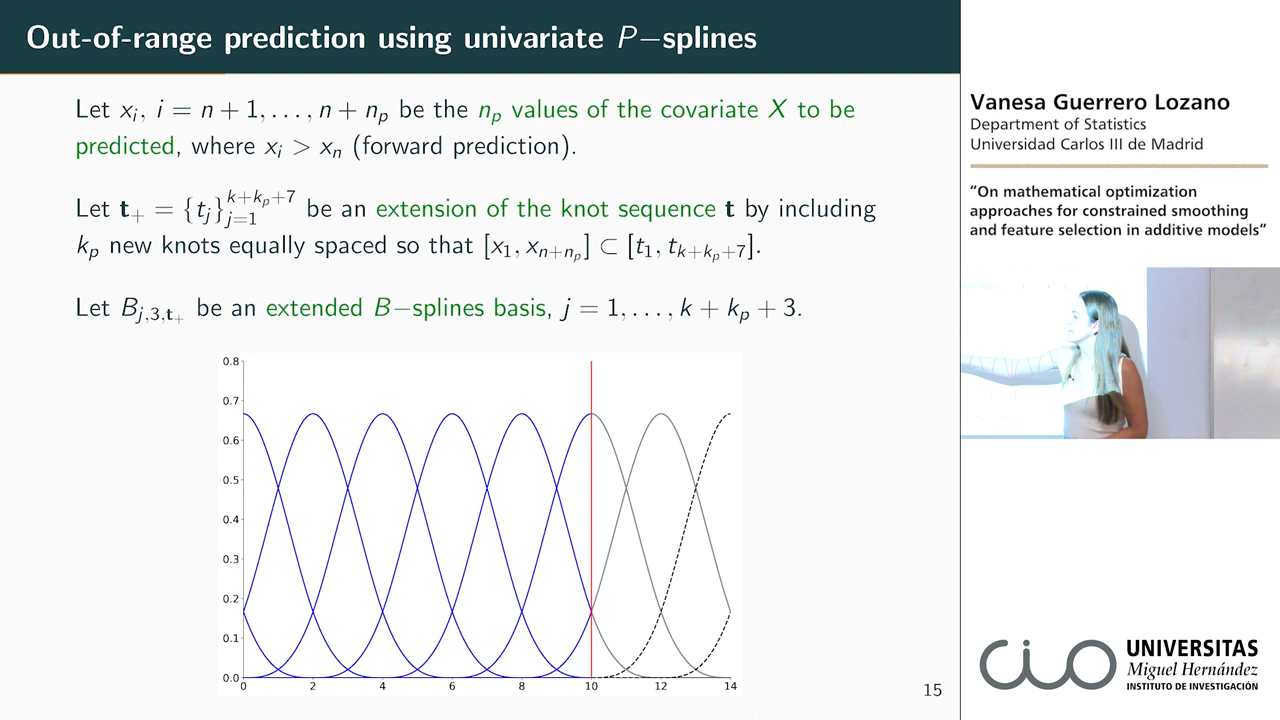 Out-of-range prediction using univariate P−splines
Let xᵢ, i = n + 1, . . . , n + nₚ be the nₚ values of the covariate X to be
predicted, where xᵢ > xₙ (forward prediction).
Let t₊ = {tⱼ}ⱼ₌₁^{k+kₚ+7} be an extension of the knot sequence t by including
kₚ new knots equally spaced so that [x₁, xₙ₊ₙₚ] ⊂ [t₁, tₖ₊ₖₚ₊₇].
Let B_{j,3,t₊} be an extended B−splines basis, j = 1, . . . , k + kₚ + 3.
0.8
0.7
0.6
0.5
0.4
0.3
0.2
0.1
0.0
0 2 4 6 8 10 12 14
15
Vanesa Guerrero Lozano
Department of Statistics
Universidad Carlos III de Madrid
“On mathematical optimization
approaches for constrained smoothing
and feature selection in additive models”
cio
UNIVERSITAS
Miguel Hernández
INSTITUTO DE INVESTIGACIÓN